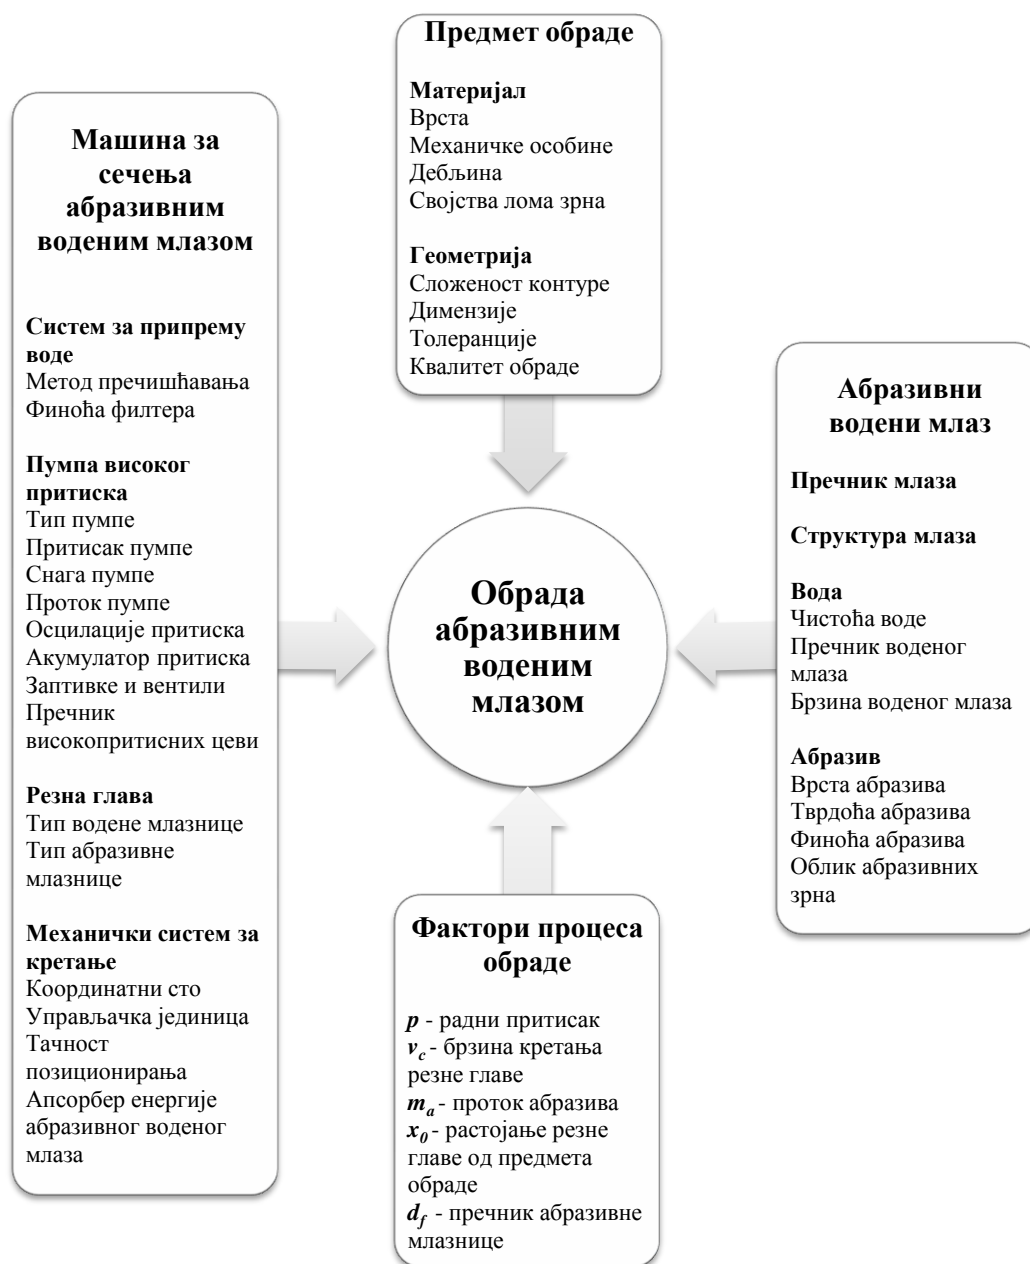 Предмет обраде
Материјал
Врста
Механичке особине
Дебљина
Својства лома зрна
Геометрија
Сложеност контуре
Димензије
Толеранције
Квалитет обраде
Машина за
сечења
абразивним
воденим млазом
Систем за припрему
воде
Метод пречишћавања
Финоћа филтера
Пумпа високог
притиска
Тип пумпе
Притисак пумпе
Снага пумпе
Проток пумпе
Осцилације притиска
Акумулатор притиска
Заптивке и вентили
Пречник
високопритисних цеви
Резна глава
Тип водене млазнице
Тип абразивне
млазнице
Механички систем за
кретање
Координатни сто
Управљачка јединица
Тачност
позиционирања
Апсорбер енергије
абразивног воденог
млаза
Обрада
абразивним
воденим
млазом
Абразивни
водени млаз
Пречник млаза
Структура млаза
Вода
Чистоћа воде
Пречник воденог
млаза
Брзина воденог млаза
Абразив
Врста абразива
Тврдоћа абразива
Финоћа абразива
Облик абразивних
зрна
Фактори процеса
обраде
p - радни притисак
v_c - брзина кретања
резне главе
m_a - проток абразива
x_0 - растојање резне
главе од предмета
обраде
d_f - пречник абразивне
млазнице